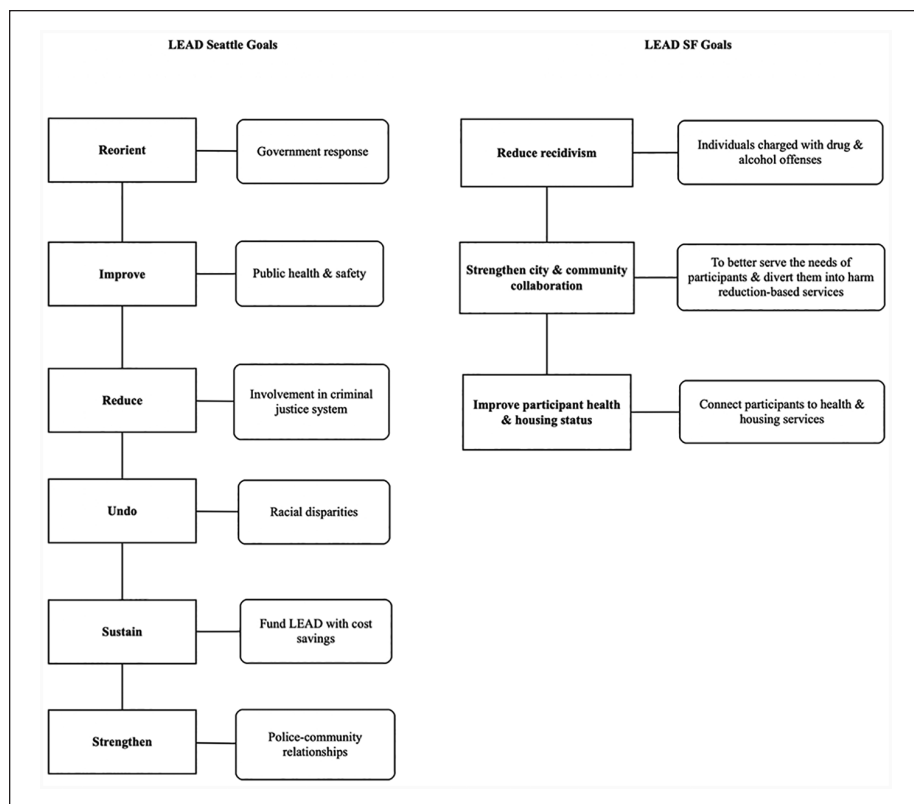 LEAD Seattle Goals
Reorient
Government response
Improve
Public health & safety
Reduce
Involvement in criminal
justice system
Undo
Racial disparities
Sustain
Fund LEAD with cost
savings
Strengthen
Police-community
relationships
LEAD SF Goals
Reduce recidivism
Individuals charged with drug &
alcohol offenses
Strengthen city & community
collaboration
To better serve the needs of
participants & divert them into harm
reduction-based services
Improve participant health
& housing status
Connect participants to health &
housing services